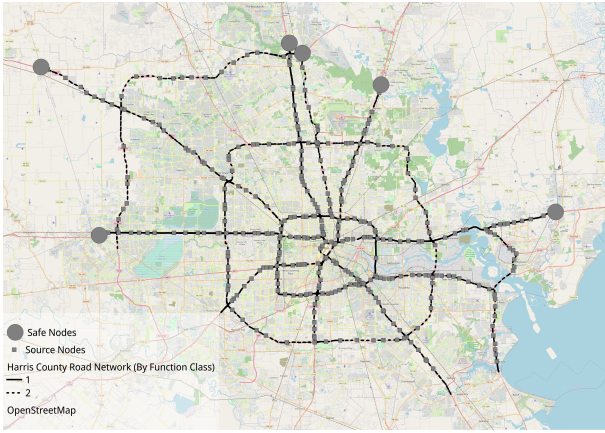 Safe Nodes
Source Nodes
Harris County Road Network (By Function Class)
1
2
OpenStreetMap